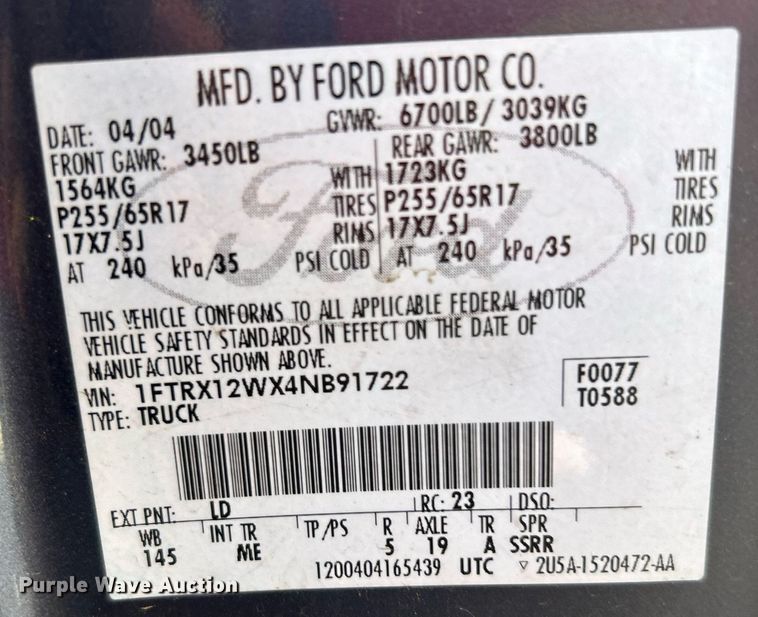 MFD. BY FORD MOTOR CO.
DATE: 04/04 GVWR: 6700LB/ 3039KG
FRONT GAWR: 3450LB REAR GAWR: 3800LB
1564KG WITH 1723KG WITH
P255/65R17 TIRES P255/65R17 TIRES
17X7.5J RIMS 17X7.5J RIMS
AT 240 kPa/35 PSI COLD AT 240 kPa/35 PSI COLD
Ford
THIS VEHICLE CONFORMS TO ALL APPLICABLE FEDERAL MOTOR
VEHICLE SAFETY STANDARDS IN EFFECT ON THE DATE OF
MANUFACTURE SHOWN ABOVE.
VIN: 1FTRX12WX4NB91722 F0077
TYPE: TRUCK T0588
EXT PNT: LD RC: 23 DSO:
WB INT TR TP/PS R AXLE TR SPR
145 ME 5 19 A SSRR
1200404165439 UTC ▽ 2U5A-1520472-AA
Purple Wave Auction